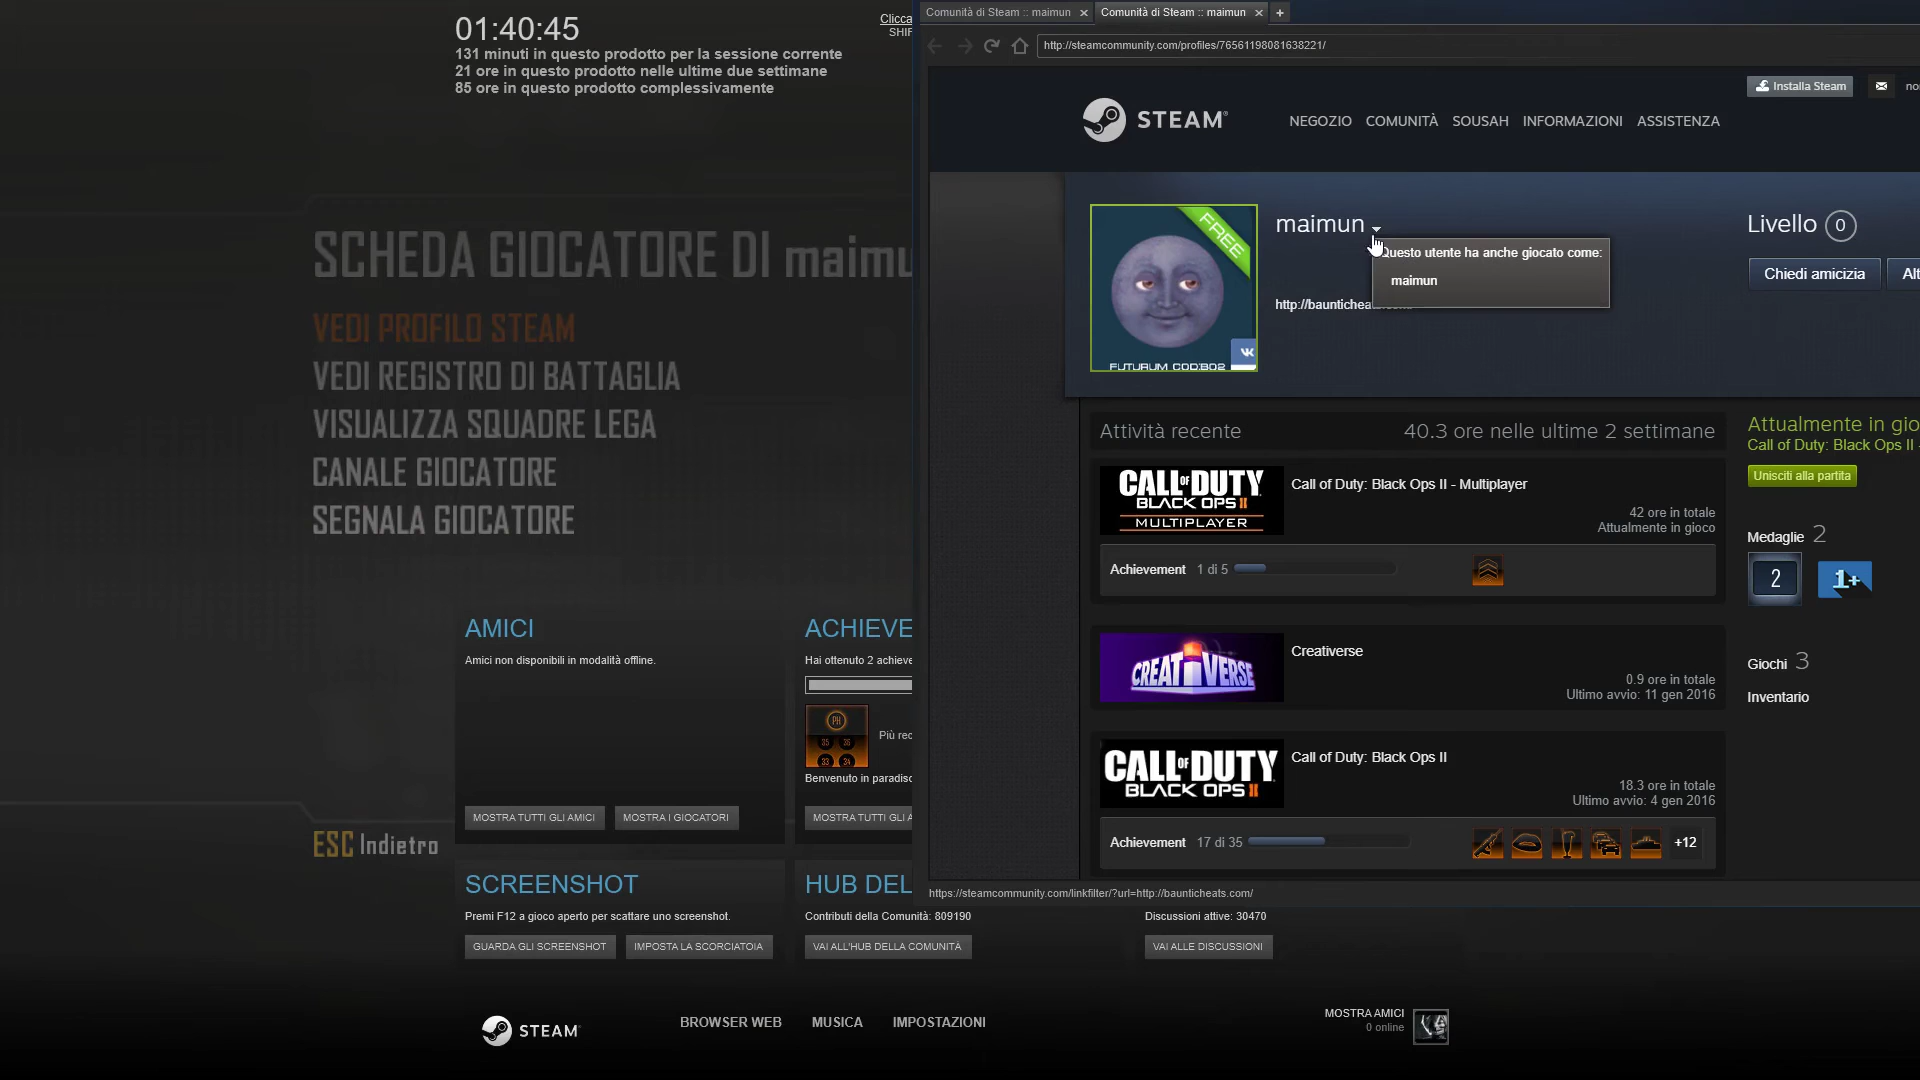 01:40:45
131 minuti in questo prodotto per la sessione corrente
21 ore in questo prodotto nelle ultime due settimane
85 ore in questo prodotto complessivamente
Clicca
SHIF
Comunità di Steam :: maimun
Comunità di Steam :: maimun
http://steamcommunity.com/profiles/76561198081638221/
Installa Steam
STEAM
NEGOZIO COMUNITÀ SOUSAH INFORMAZIONI ASSISTENZA
SCHEDA GIOCATORE DI maimu
VEDI PROFILO STEAM
VEDI REGISTRO DI BATTAGLIA
VISUALIZZA SQUADRE LEGA
CANALE GIOCATORE
SEGNALA GIOCATORE
ESC Indietro
FREE
FUTURUM COD:BO2
maimun
Questo utente ha anche giocato come:
maimun
http://baunticheat
Livello 0
Chiedi amicizia
Alt
Attività recente
40.3 ore nelle ultime 2 settimane
CALL OF DUTY
BLACK OPS II
MULTIPLAYER
Call of Duty: Black Ops II - Multiplayer
42 ore in totale
Attualmente in gioco
Achievement 1 di 5
CREATIVERSE
Creativerse
0.9 ore in totale
Ultimo avvio: 11 gen 2016
CALL OF DUTY
BLACK OPS II
Call of Duty: Black Ops II
18.3 ore in totale
Ultimo avvio: 4 gen 2016
Achievement 17 di 35
+12
Attualmente in gio
Call of Duty: Black Ops II -
Unisciti alla partita
Medaglie 2
2
1+
Giochi 3
Inventario
https://steamcommunity.com/linkfilter/?url=http://baunticheats.com/
AMICI
Amici non disponibili in modalità offline.
MOSTRA TUTTI GLI AMICI
MOSTRA I GIOCATORI
ACHIEVE
Hai ottenuto 2 achieve
PH
35 36
33 34
Più rec
Benvenuto in paradiso
MOSTRA TUTTI GLI A
SCREENSHOT
Premi F12 a gioco aperto per scattare uno screenshot.
GUARDA GLI SCREENSHOT
IMPOSTA LA SCORCIATOIA
HUB DEL
Contributi della Comunità: 809190
VAI ALL'HUB DELLA COMUNITÀ
Discussioni attive: 30470
VAI ALLE DISCUSSIONI
STEAM
BROWSER WEB
MUSICA
IMPOSTAZIONI
MOSTRA AMICI
0 online